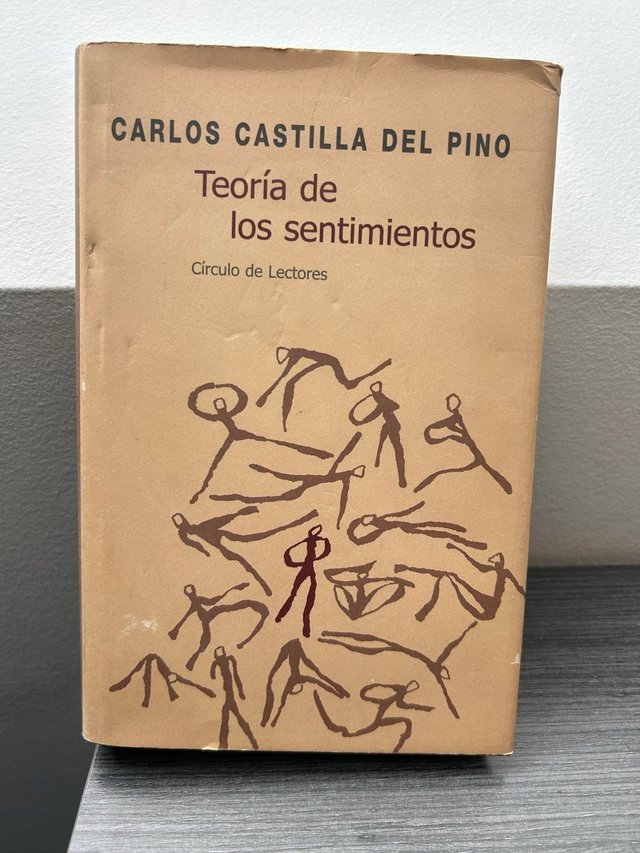 CARLOS CASTILLA DEL PINO
Teoría de
los sentimientos
Círculo de Lectores